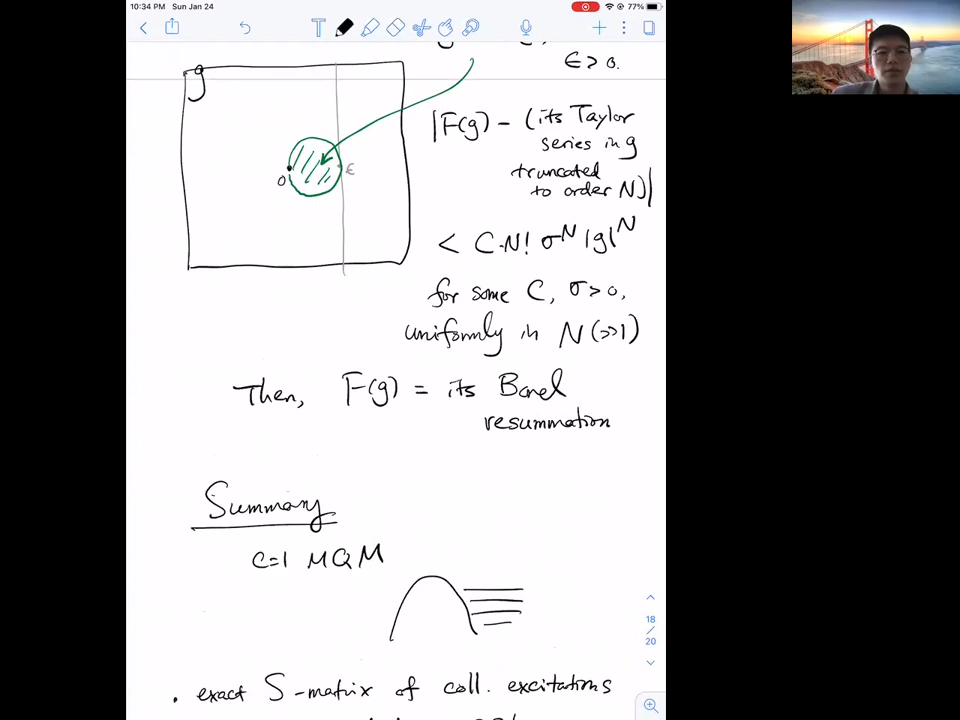 10:34 PM Sun Jan 24
77%
T
ε > 0.
g
|F(g) - (its Taylor
series in g
truncated
to order N)|
0
ε
< C·N! σ^N |g|^N
for some C, σ>0,
uniformly in N (>>1)
Then, F(g) = its Borel
resummation
Summary
C=1 MQM
18
/
20
. exact S-matrix of coll. excitations